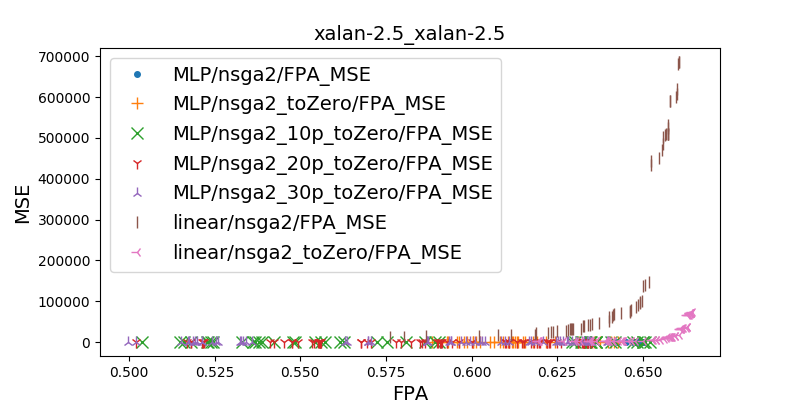 xalan-2.5_xalan-2.5
700000
600000
500000
400000
300000
200000
100000
0
MSE
MLP/nsga2/FPA_MSE
MLP/nsga2_toZero/FPA_MSE
MLP/nsga2_10p_toZero/FPA_MSE
MLP/nsga2_20p_toZero/FPA_MSE
MLP/nsga2_30p_toZero/FPA_MSE
linear/nsga2/FPA_MSE
linear/nsga2_toZero/FPA_MSE
0.500 0.525 0.550 0.575 0.600 0.625 0.650
FPA